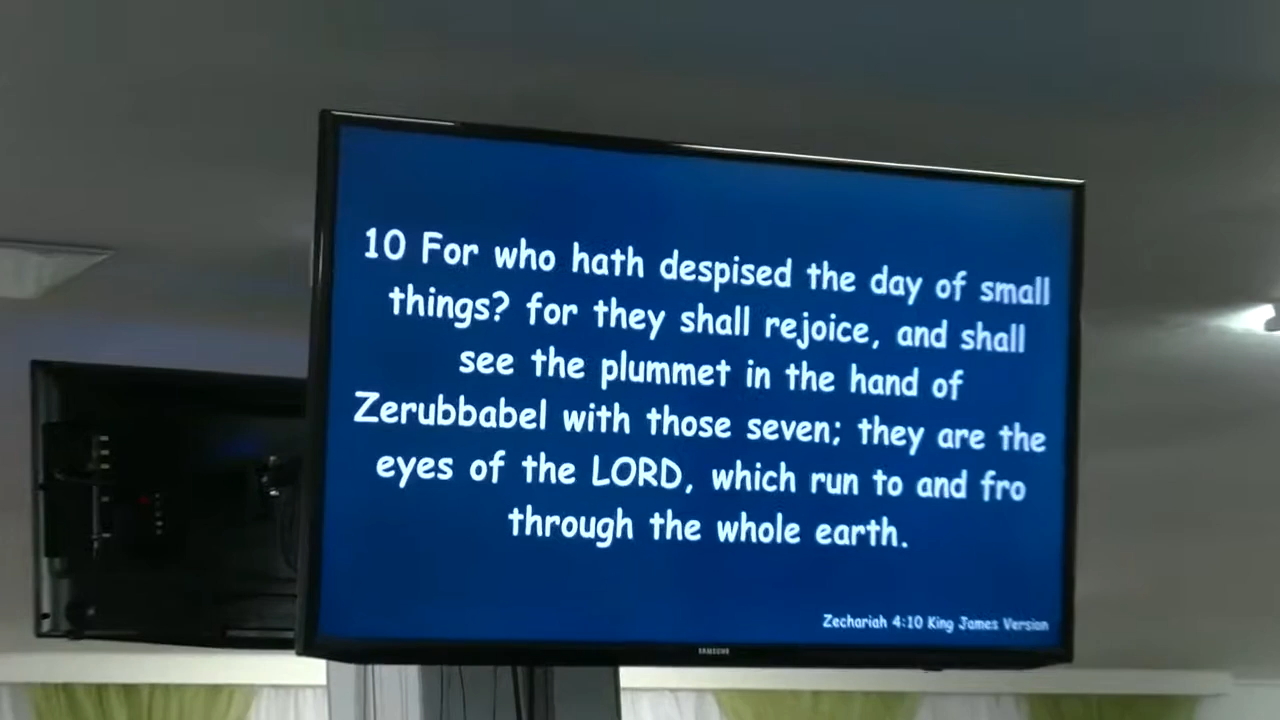 10 For who hath despised the day of small
things? for they shall rejoice, and shall
see the plummet in the hand of
Zerubbabel with those seven; they are the
eyes of the LORD, which run to and fro
through the whole earth.
Zechariah 4:10 King James Version
SAMSUNG